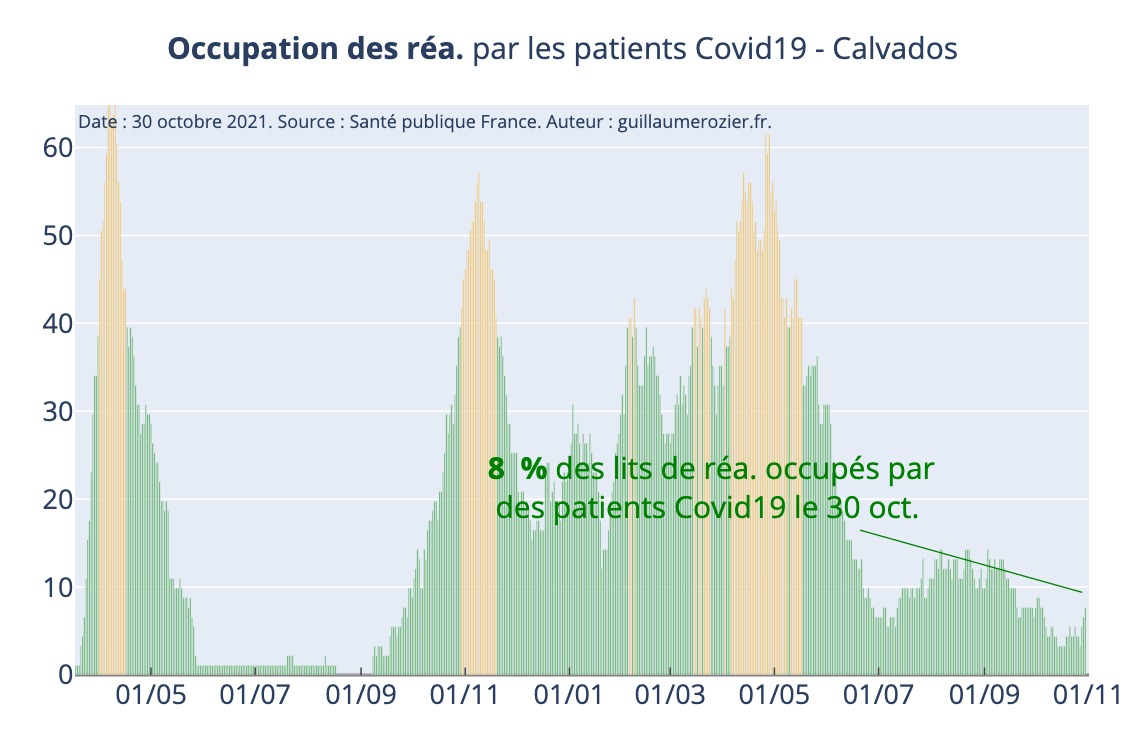 Occupation des réa. par les patients Covid19 - Calvados
Date : 30 octobre 2021. Source : Santé publique France. Auteur : guillaumerozier.fr.
60
50
40
30
8 % des lits de réa. occupés par
20
des patients Covid19 le 30 oct.
10
0
01/05 01/07 01/09 01/11 01/01 01/03 01/05 01/07 01/09 01/11